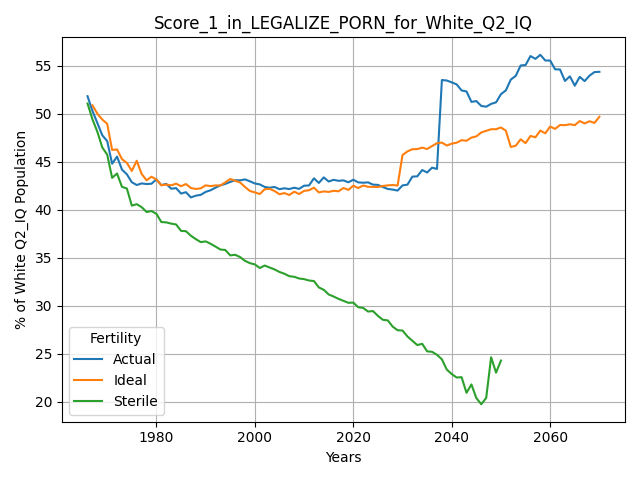 Score_1_in_LEGALIZE_PORN_for_White_Q2_IQ
% of White Q2_IQ Population
55
50
45
40
35
30
25
20
Fertility
Actual
Ideal
Sterile
1980 2000 2020 2040 2060
Years